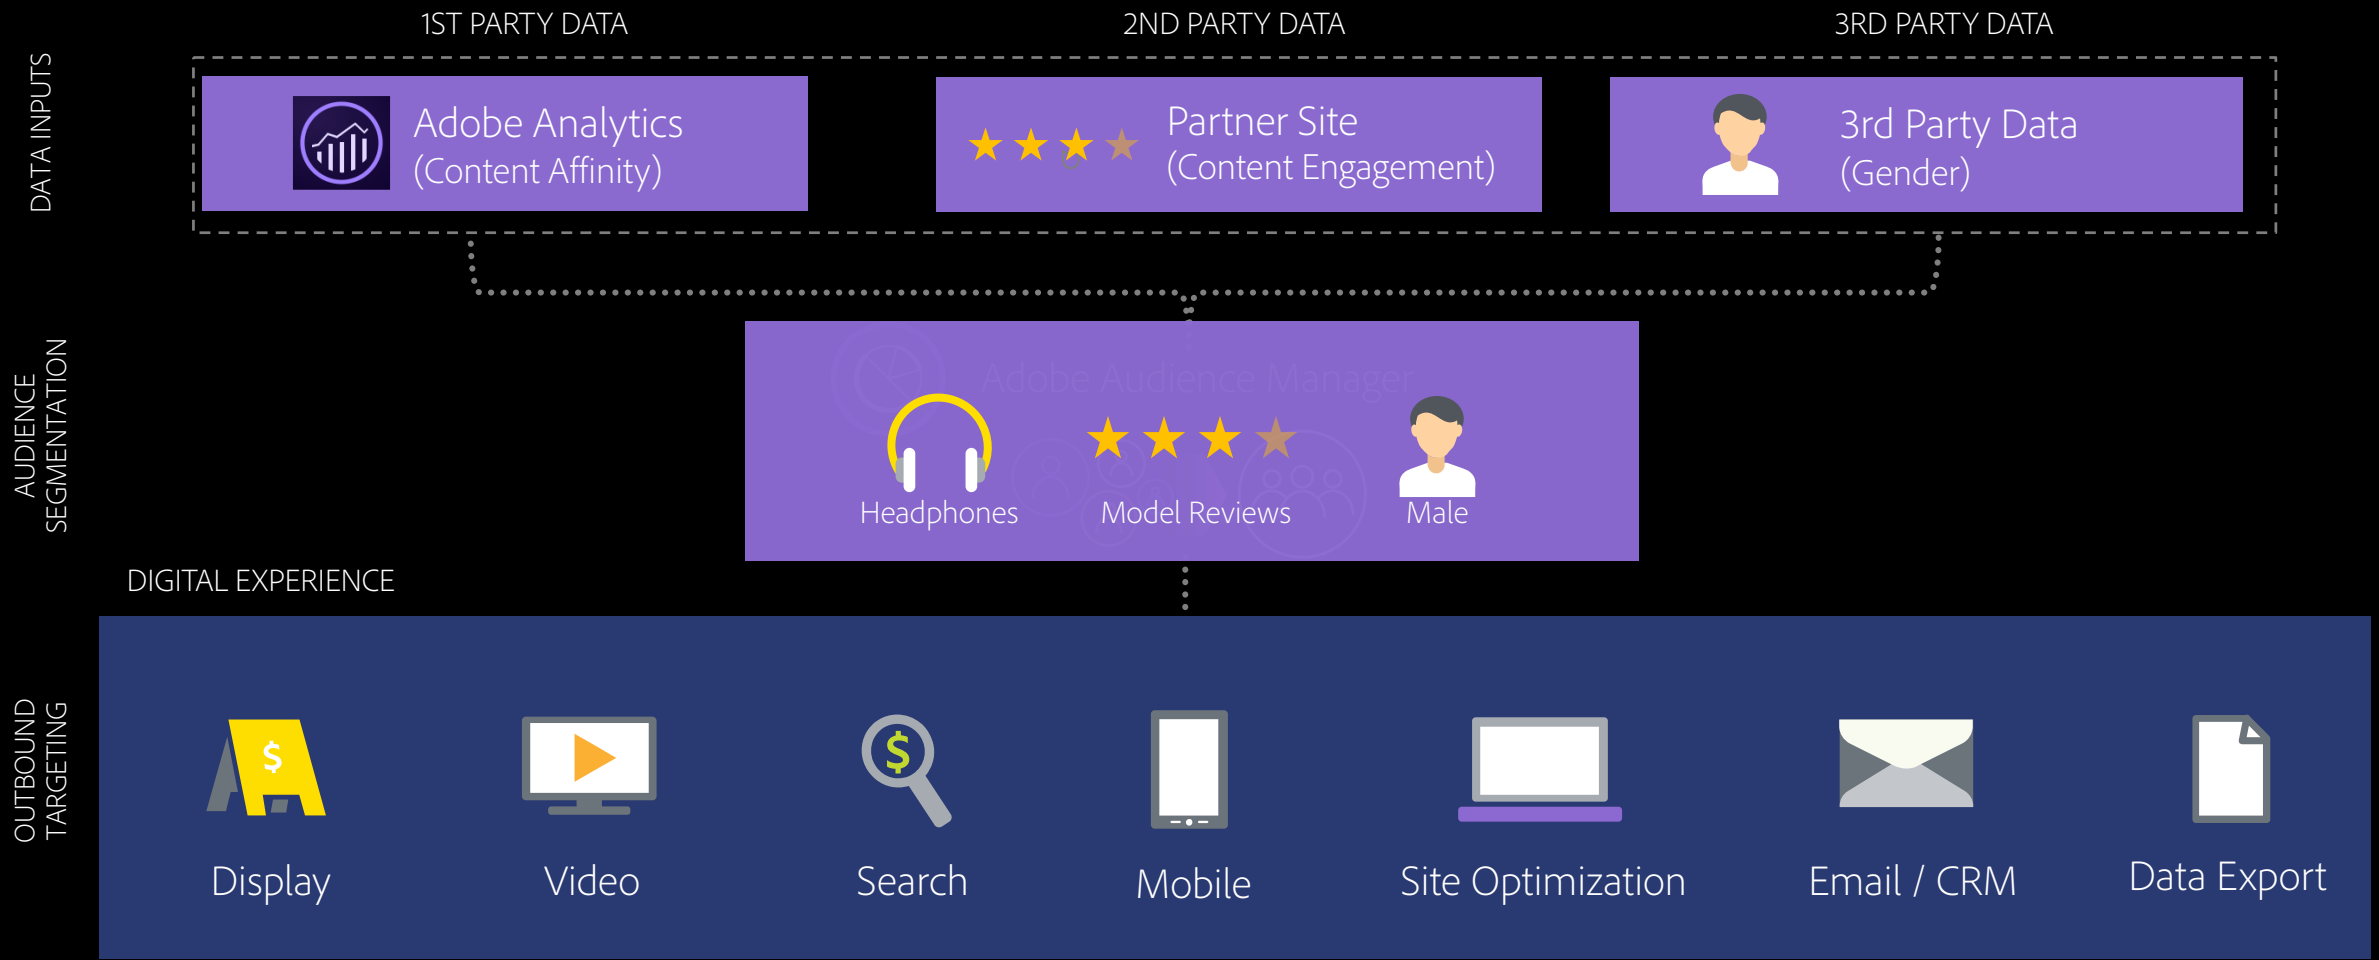 1ST PARTY DATA
2ND PARTY DATA
3RD PARTY DATA
DATA INPUTS
Adobe Analytics
(Content Affinity)
Partner Site
(Content Engagement)
3rd Party Data
(Gender)
AUDIENCE
SEGMENTATION
Adobe Audience Manager
Headphones
Model Reviews
Male
DIGITAL EXPERIENCE
OUTBOUND
TARGETING
$
$
Display
Video
Search
Mobile
Site Optimization
Email / CRM
Data Export